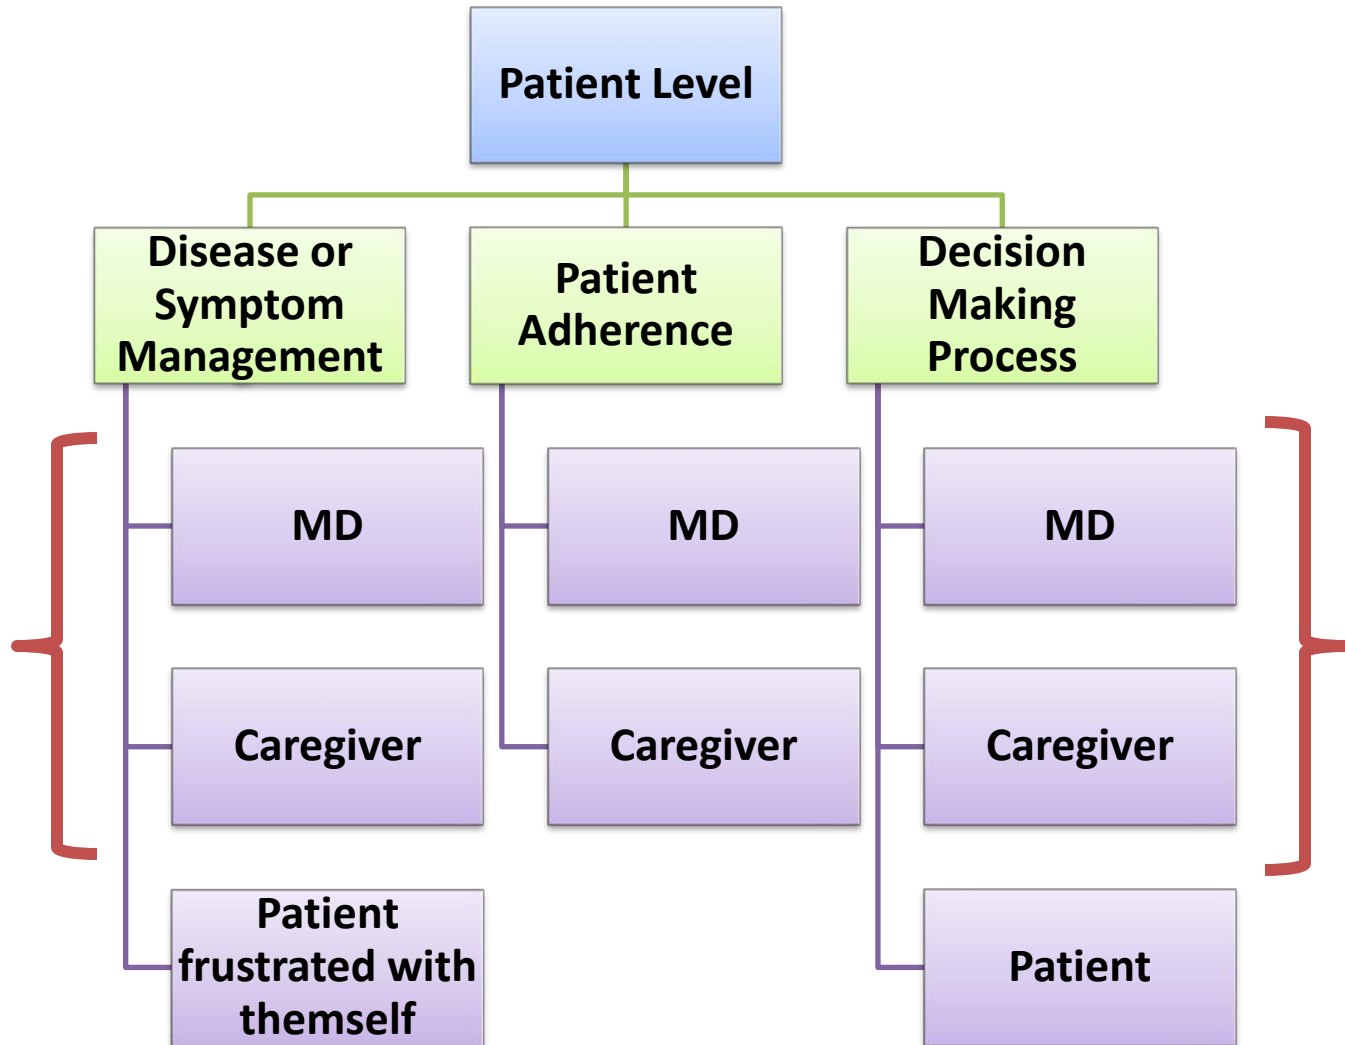 Patient Level
Disease or
Symptom
Management
Patient
Adherence
Decision
Making
Process
MD
MD
MD
Caregiver
Caregiver
Caregiver
Patient
frustrated with
themself
Patient